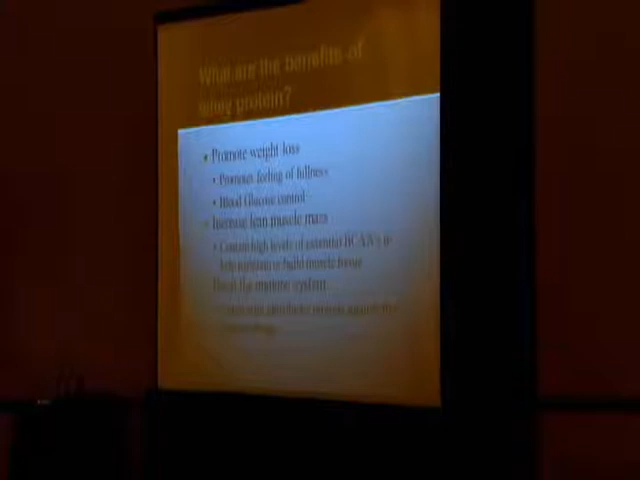 What are the benefits of
whey protein?
• Promote weight loss
• Promotes feeling of fullness
• Blood Glucose control
• Increase lean muscle mass
• Contain high levels of essential BCAA's to
help maintain or build muscle tissue
Boost the immune system